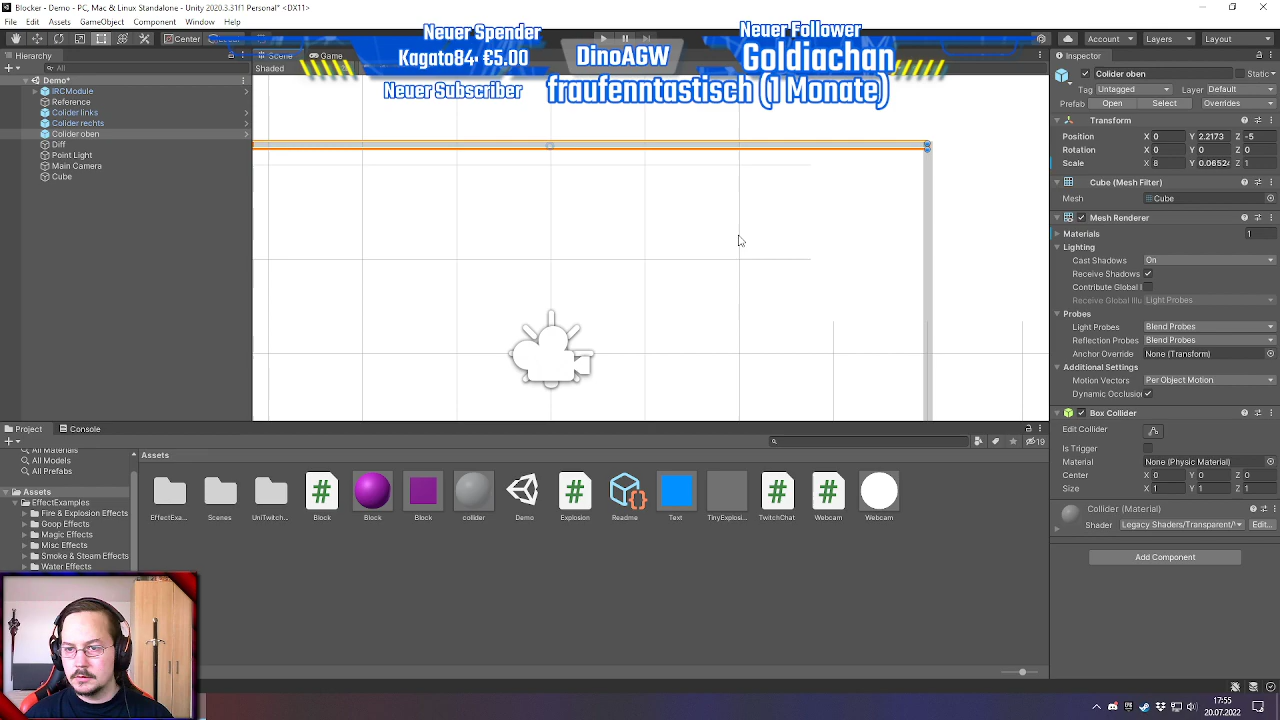 Blocker - Demo - PC, Mac & Linux Standalone - Unity 2020.3.31f1 Personal* <DX11>
File Edit Assets
Window Help
Neuer Spender
Kagato84• €5.00
Neuer Subscriber
DinoAGW
fraufenntastisch (1 Monate)
Neuer Follower
Goldiachan
Center
Account
Layers
Layout
Hierarchy
All
Demo*
IRCModule
Reference
Collider links
Collider rechts
Collider oben
Diff
Point Light
Main Camera
Cube
Scene
Game
Shaded
Inspector
Collider oben
Static
Tag Untagged
Layer Default
Prefab Open Select Overrides
Transform
Position X 0 Y 2.2173 Z -5
Rotation X 0 Y 0 Z 0
Scale X 8 Y 0.0652 Z 1
Cube (Mesh Filter)
Mesh Cube
Mesh Renderer
Materials 1
Lighting
Cast Shadows On
Receive Shadows
Contribute Global I
Receive Global Illu Light Probes
Probes
Light Probes Blend Probes
Reflection Probes Blend Probes
Anchor Override None (Transform)
Additional Settings
Motion Vectors Per Object Motion
Dynamic Occlusion
Box Collider
Edit Collider
Is Trigger
Material None (Physic Material)
Center X 0 Y 0 Z 0
Size X 1 Y 1 Z 1
Collider (Material)
Shader Legacy Shaders/Transparent/ Edit...
Add Component
Project
Console
19
All Materials
All Models
All Prefabs
Assets
EffectExamples
Fire & Explosion Effects
Goop Effects
Magic Effects
Misc Effects
Smoke & Steam Effects
Water Effects
Assets
EffectExa...
Scenes
UniTwitch...
Block
Block
Block
collider
Demo
Explosion
Readme
Text
TinyExplosi...
TwitchChat
Webcam
Webcam
17:55
20.07.2022